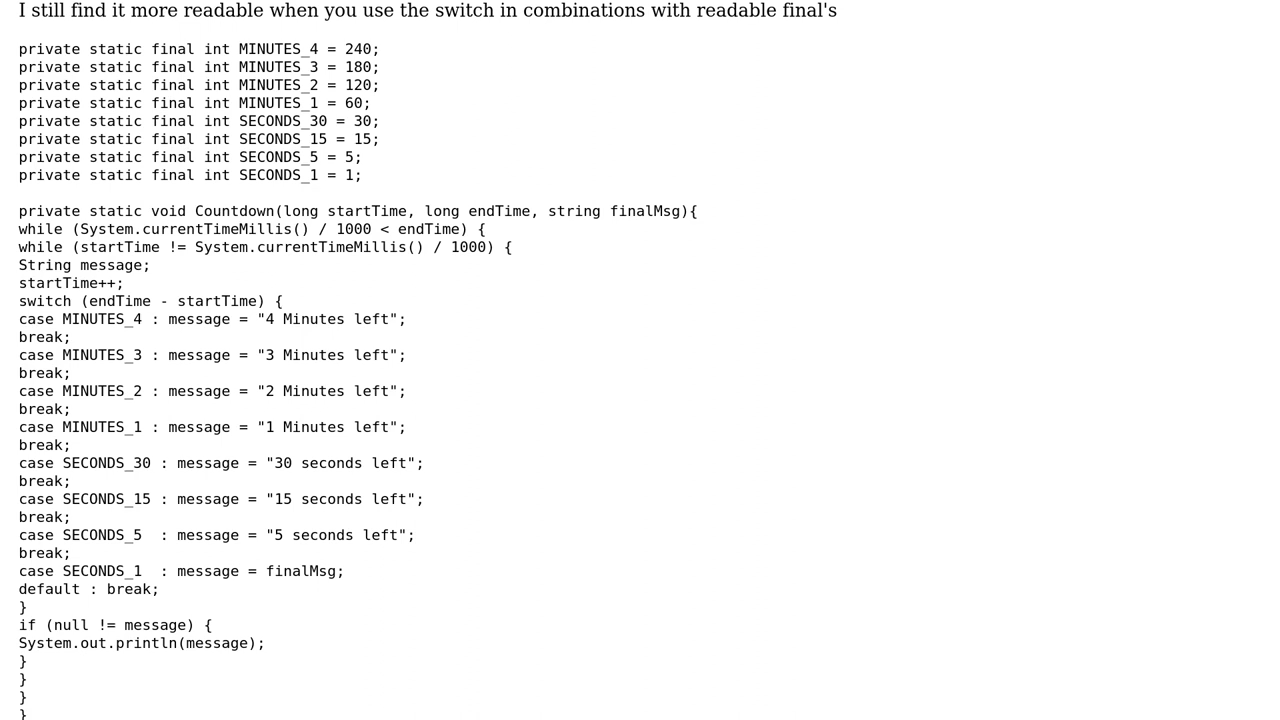 I still find it more readable when you use the switch in combinations with readable final's
private static final int MINUTES_4 = 240;
private static final int MINUTES_3 = 180;
private static final int MINUTES_2 = 120;
private static final int MINUTES_1 = 60;
private static final int SECONDS_30 = 30;
private static final int SECONDS_15 = 15;
private static final int SECONDS_5 = 5;
private static final int SECONDS_1 = 1;
private static void Countdown(long startTime, long endTime, string finalMsg){
while (System.currentTimeMillis() / 1000 < endTime) {
while (startTime != System.currentTimeMillis() / 1000) {
String message;
startTime++;
switch (endTime - startTime) {
case MINUTES_4 : message = "4 Minutes left";
break;
case MINUTES_3 : message = "3 Minutes left";
break;
case MINUTES_2 : message = "2 Minutes left";
break;
case MINUTES_1 : message = "1 Minutes left";
break;
case SECONDS_30 : message = "30 seconds left";
break;
case SECONDS_15 : message = "15 seconds left";
break;
case SECONDS_5  : message = "5 seconds left";
break;
case SECONDS_1  : message = finalMsg;
default : break;
}
if (null != message) {
System.out.println(message);
}
}
}
}